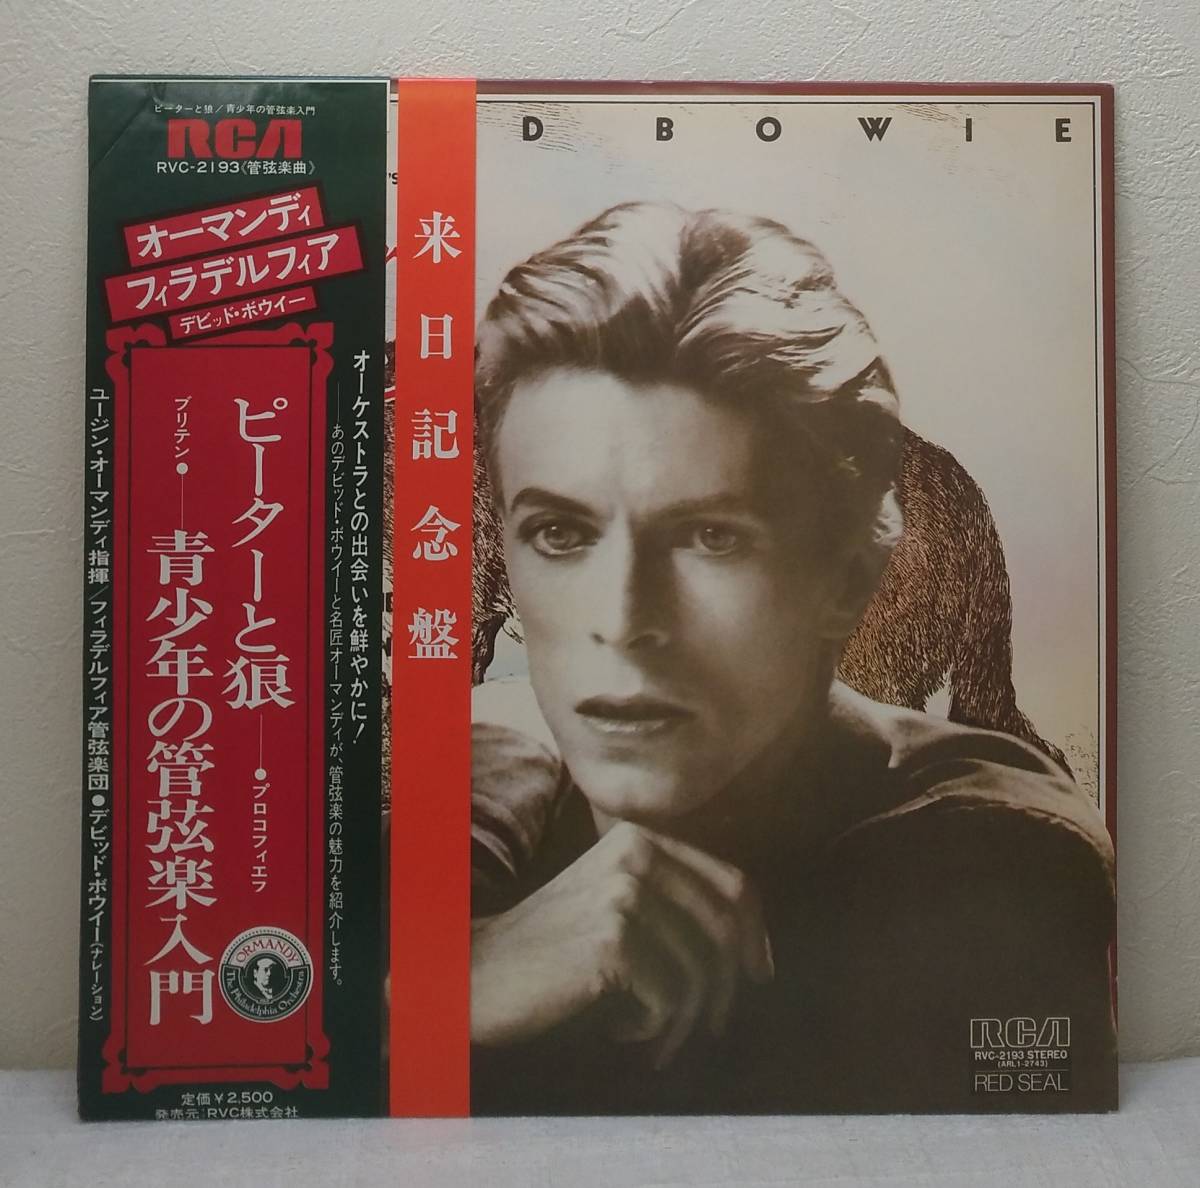 ピーターと狼/青少年の管弦楽入門
RCA
RVC-2193《管弦楽曲》
オーマンディ
フィラデルフィア
デビッド・ボウイー
オーケストラとの出会いを鮮やかに!
——あのデビッド・ボウイーと名匠オーマンディが、管弦楽の魅力を紹介します。
ピーターと狼——●プロコフィエフ
ブリテン●——青少年の管弦楽入門
ユージン・オーマンディ指揮/フィラデルフィア管弦楽団●デビッド・ボウイー(ナレーション)
ORMANDY
The Philadelphia Orchestra
定価¥2,500
発売元:RVC株式会社
来日記念盤
D BOWIE
RCA
RVC-2193 STEREO
(ARL1-2743)
RED SEAL